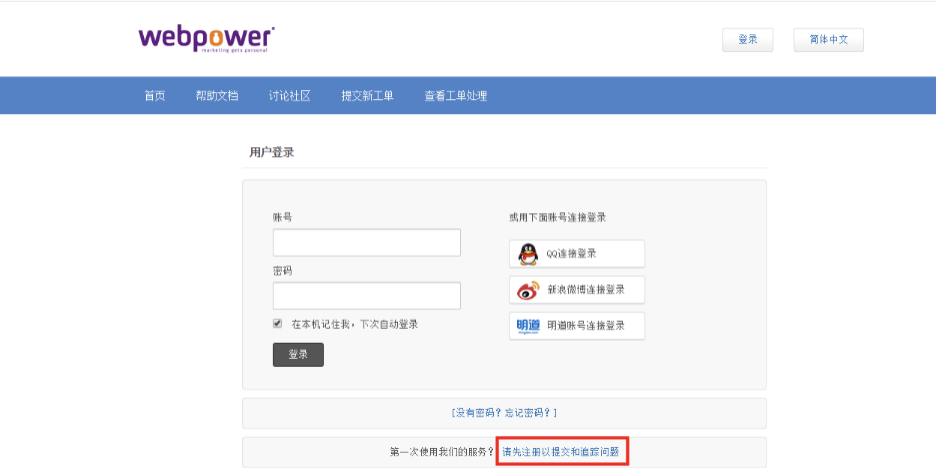 webpower
marketing gets personal
登录 简体中文
首页 帮助文档 讨论社区 提交新工单 查看工单处理
用户登录
账号
密码
在本机记住我，下次自动登录
登录
或用下面账号连接登录
QQ连接登录
新浪微博连接登录
明道 明道账号连接登录
[没有密码？忘记密码？]
第一次使用我们的服务？ 请先注册以提交和追踪问题